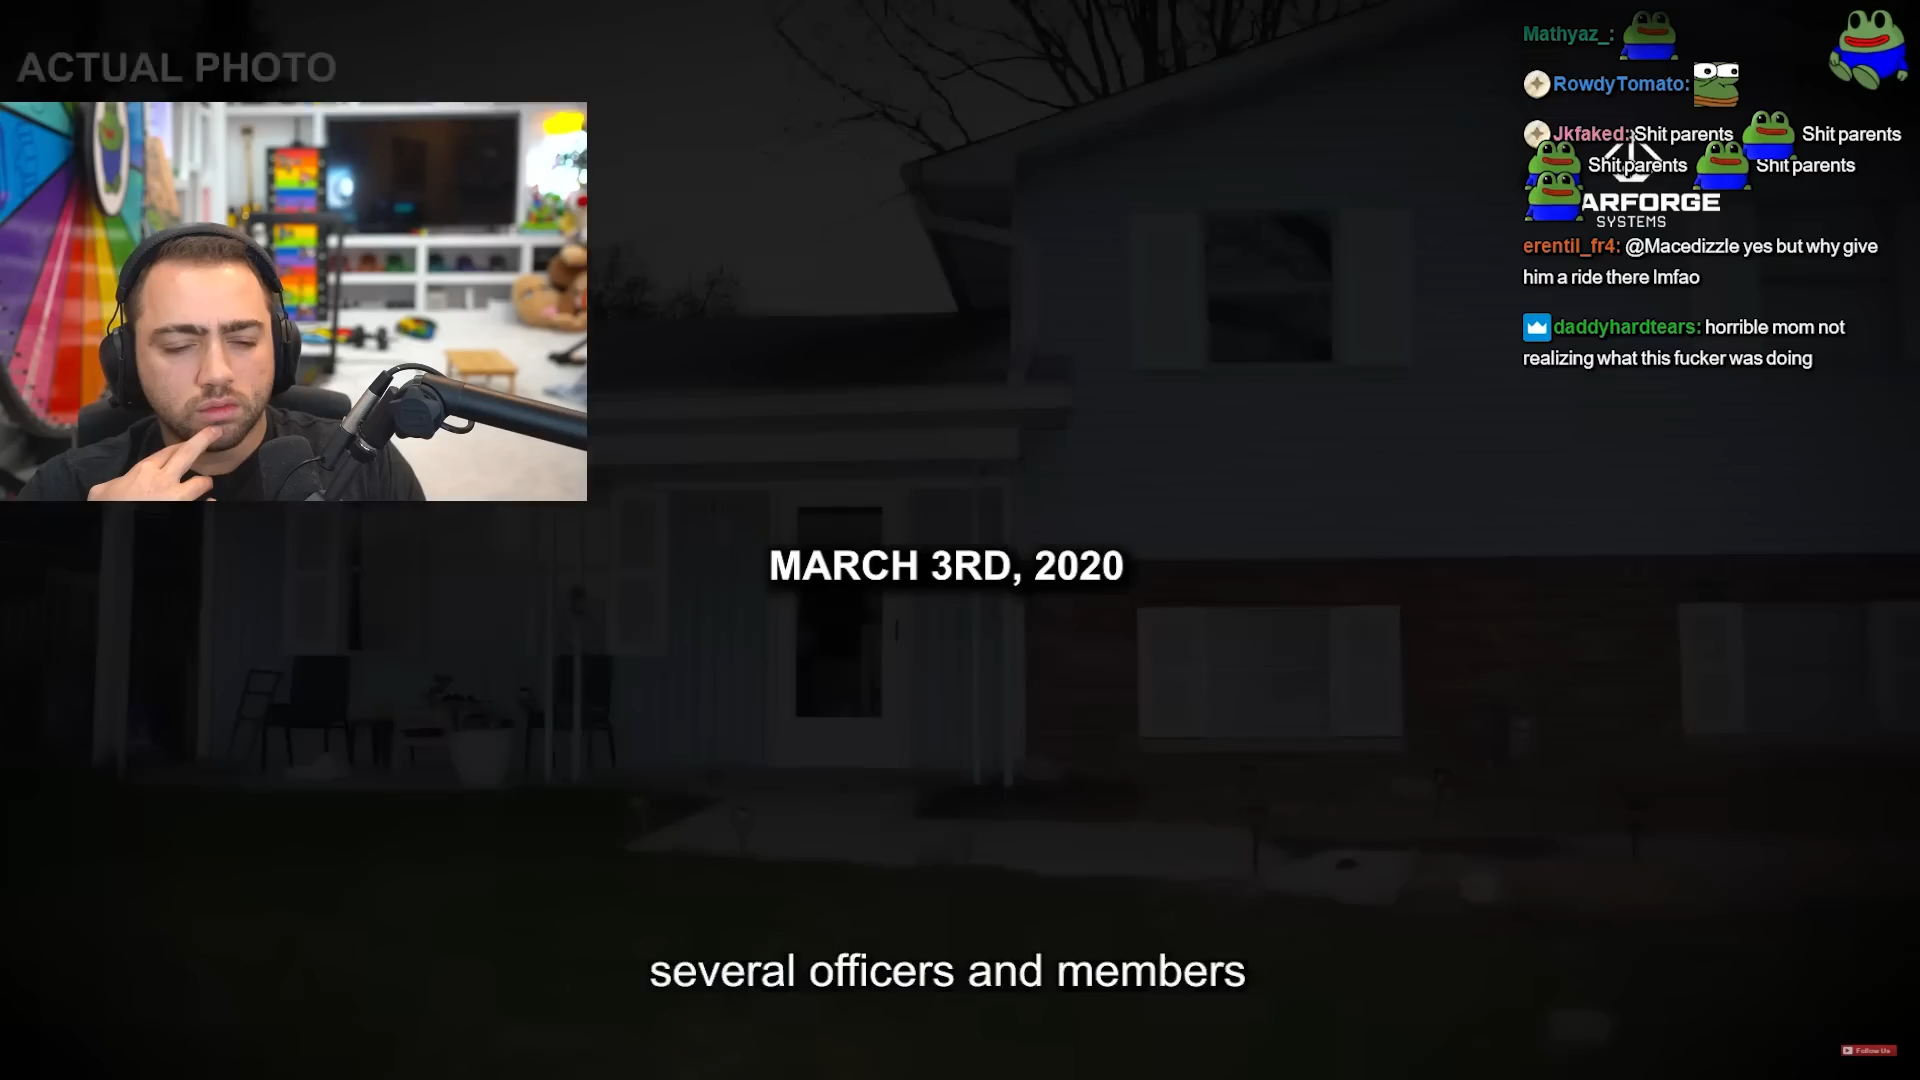 ACTUAL PHOTO
Mathyaz_:
RowdyTomato:
Jkfaked: Shit parents Shit parents
Shit parents Shit parents
ARFORGE
SYSTEMS
erentil_fr4: @Macedizzle yes but why give
him a ride there lmfao
daddyhardtears: horrible mom not
realizing what this fucker was doing
MARCH 3RD, 2020
several officers and members
Follow Us